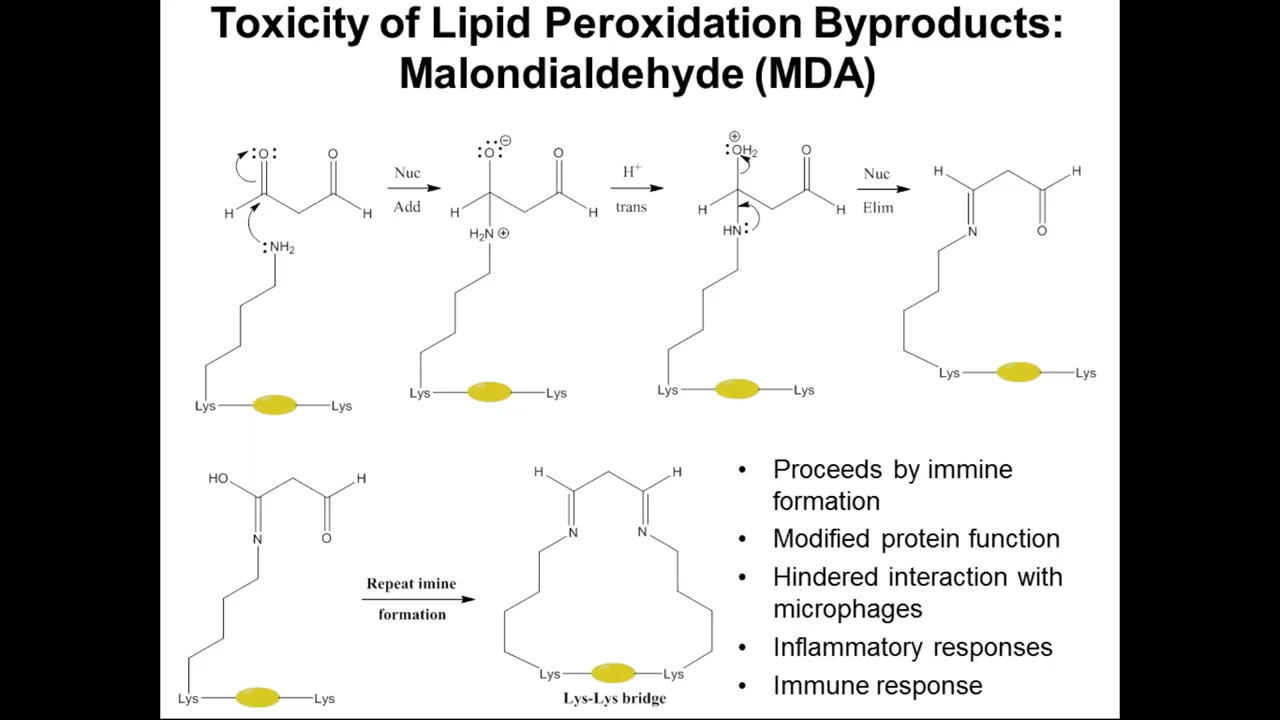 Toxicity of Lipid Peroxidation Byproducts:
Malondialdehyde (MDA)
:O: O
Nuc
Add
H H
:NH2
Lys Lys
:O: ⊖ O
H+
trans
H H
H2N ⊕
Lys Lys
⊕
:OH2 O
Nuc
Elim
H H
HN:
Lys Lys
H H
N O
Lys Lys
HO H
N O
Lys Lys
Repeat imine
formation
H H
N N
Lys Lys
Lys-Lys bridge
• Proceeds by immine
formation
• Modified protein function
• Hindered interaction with
microphages
• Inflammatory responses
• Immune response